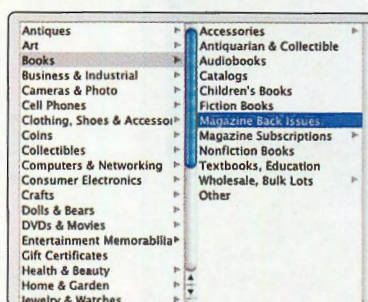 Antiques
Art
Books
Business & Industrial
Cameras & Photo
Cell Phones
Clothing, Shoes & Accessor
Coins
Collectibles
Computers & Networking
Consumer Electronics
Crafts
Dolls & Bears
DVDs & Movies
Entertainment Memorabilia
Gift Certificates
Health & Beauty
Home & Garden
Jewelry & Watches
Accessories
Antiquarian & Collectible
Audiobooks
Catalogs
Children's Books
Fiction Books
Magazine Back Issues
Magazine Subscriptions
Nonfiction Books
Textbooks, Education
Wholesale, Bulk Lots
Other